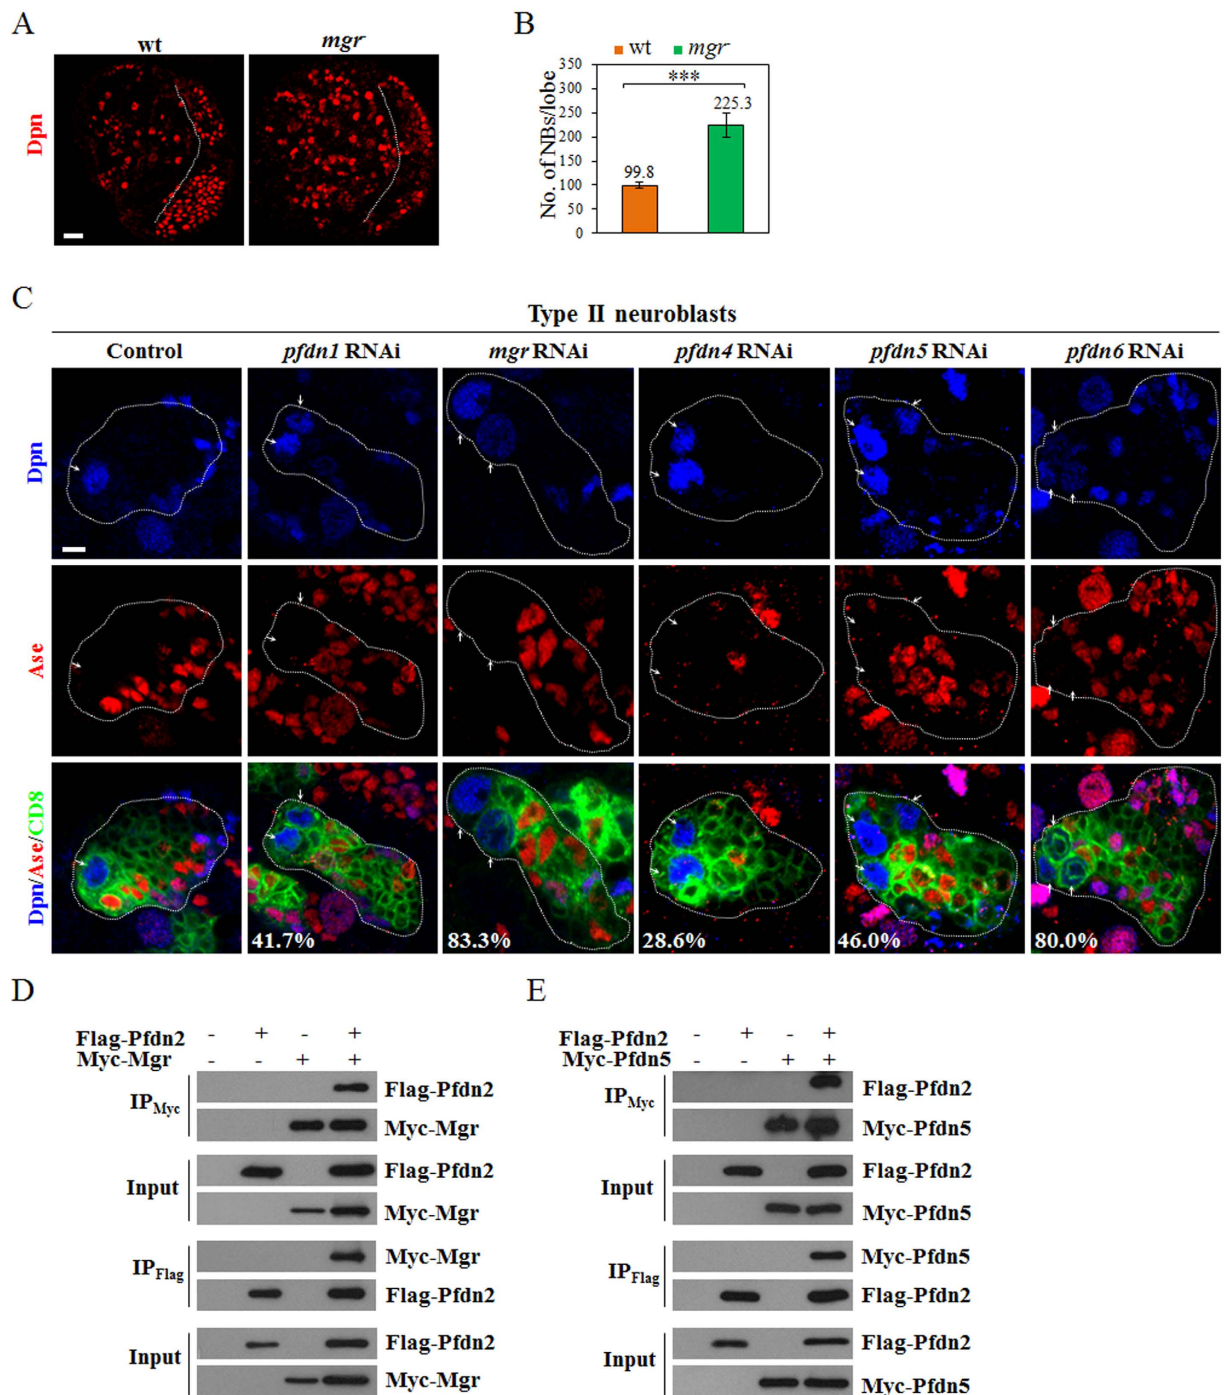 A
wt
mgr-
Dpn
B
wt
mgr-
No. of NBs/lobe
350
300
250
200
150
100
50
0
***
99.8
225.3
C
Type II neuroblasts
Control
pfdn1 RNAi
mgr RNAi
pfdn4 RNAi
pfdn5 RNAi
pfdn6 RNAi
Dpn
Ase
Dpn/Ase/CD8
41.7%
83.3%
28.6%
46.0%
80.0%
D
Flag-Pfdn2 - + - +
Myc-Mgr - - + +
IPMyc
Flag-Pfdn2
Myc-Mgr
Input
Flag-Pfdn2
Myc-Mgr
IPFlag
Myc-Mgr
Flag-Pfdn2
Input
Flag-Pfdn2
Myc-Mgr
E
Flag-Pfdn2 - + - +
Myc-Pfdn5 - - + +
IPMyc
Flag-Pfdn2
Myc-Pfdn5
Input
Flag-Pfdn2
Myc-Pfdn5
IPFlag
Myc-Pfdn5
Flag-Pfdn2
Input
Flag-Pfdn2
Myc-Pfdn5